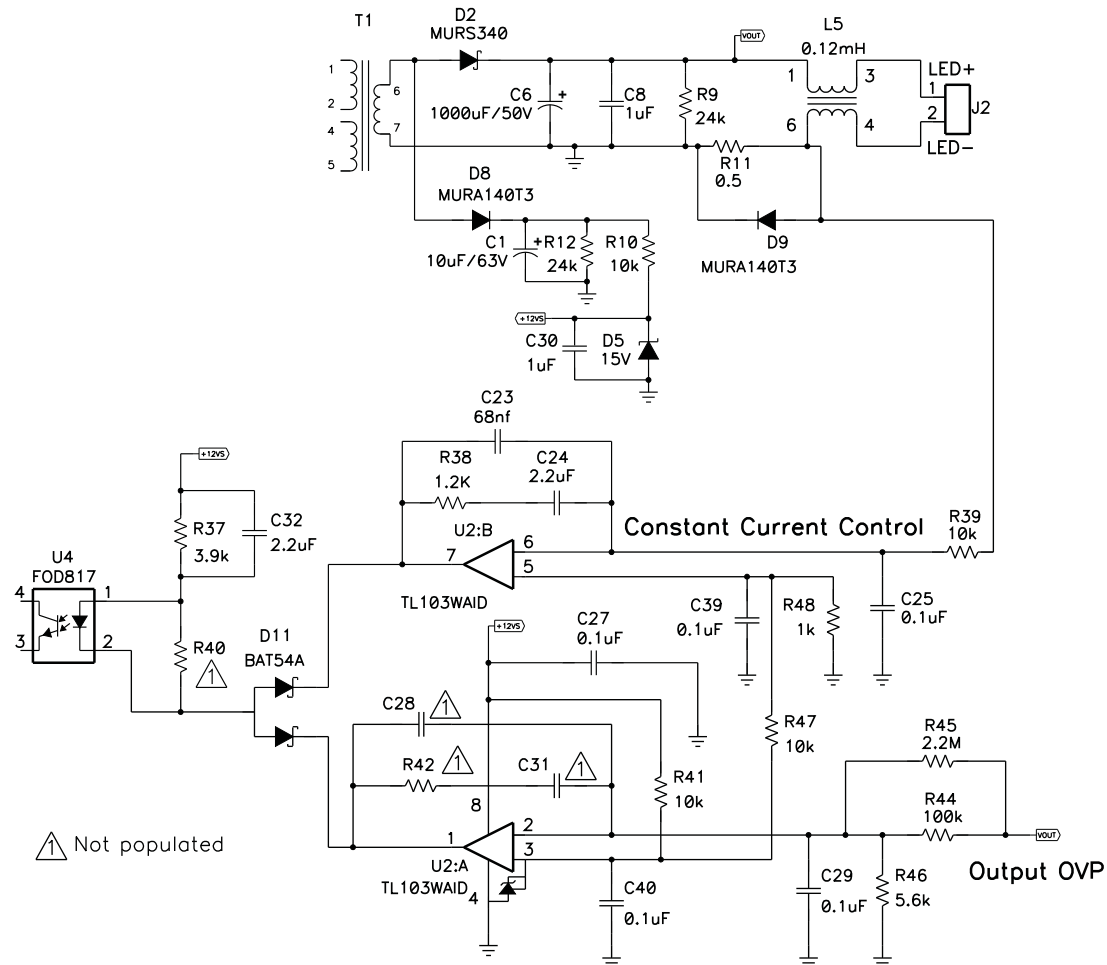 T1
D2
MURS340
VOUT
L5
0.12mH
1
2
4
5
6
7
C6
+
1000uF/50V
C8
1uF
R9
24k
1
3
6
4
LED+
1
2
J2
LED-
R11
0.5
D8
MURA140T3
C1
+
10uF/63V
R12
24k
R10
10k
D9
MURA140T3
+12VS
C30
1uF
D5
15V
C23
68nf
R38
1.2K
C24
2.2uF
+12VS
R37
3.9k
C32
2.2uF
U2:B
7
6
5
TL103WAID
Constant Current Control
R39
10k
U4
FOD817
4
3
1
2
R40
1
D11
BAT54A
+12VS
C27
0.1uF
C39
0.1uF
R48
1k
C25
0.1uF
C28
1
R42
1
C31
1
8
R41
10k
R47
10k
R45
2.2M
R44
100k
VOUT
1
2
3
U2:A
TL103WAID
4
C40
0.1uF
C29
0.1uF
R46
5.6k
Output OVP
1 Not populated